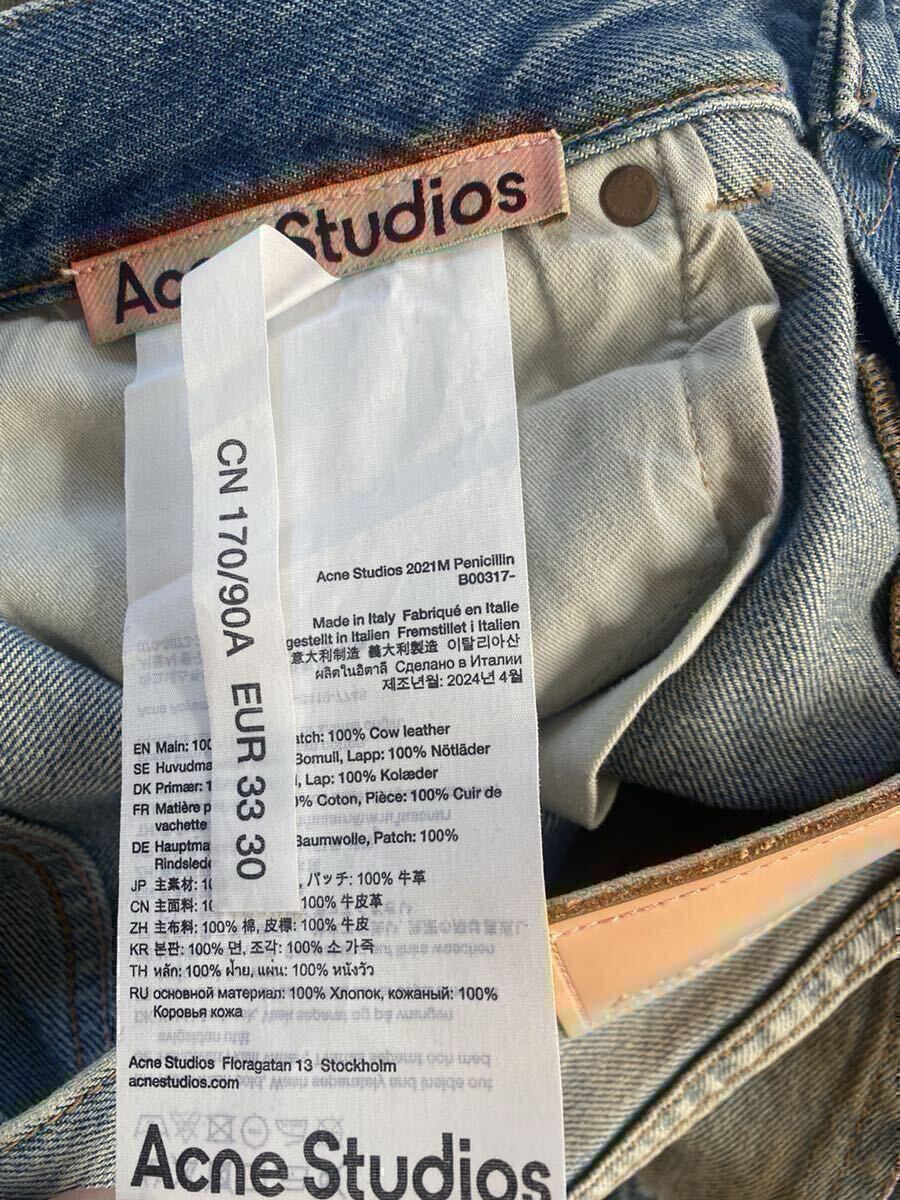 Acne Studios
CN 170/90A EUR 33 30
Acne Studios 2021M Penicillin
B00317-
Made in Italy Fabriqué en Italie
gestellt in Italien Fremstillet i Italien
意大利制造 義大利製造 이탈리아산
ผลิตในอิตาลี Сделано в Италии
제조년월: 2024년 4월
EN Main: 100 atch: 100% Cow leather
SE Huvudma Bomull, Lapp: 100% Nötläder
DK Primær: 1 l, Lap: 100% Kolæder
FR Matière p 0% Coton, Pièce: 100% Cuir de
vachette
DE Hauptma Baumwolle, Patch: 100%
Rindslede
JP 主素材: 10 , パッチ: 100% 牛革
CN 主面料: 10 100% 牛皮革
ZH 主布料: 100% 棉, 皮標: 100% 牛皮
KR 본판: 100% 면, 조각: 100% 소 가죽
TH หลัก: 100% ฝ้าย, แผ่น: 100% หนังวัว
RU основной материал: 100% Хлопок, кожаный: 100%
Коровья кожа
Acne Studios Floragatan 13 Stockholm
acnestudios.com
Acne Studios